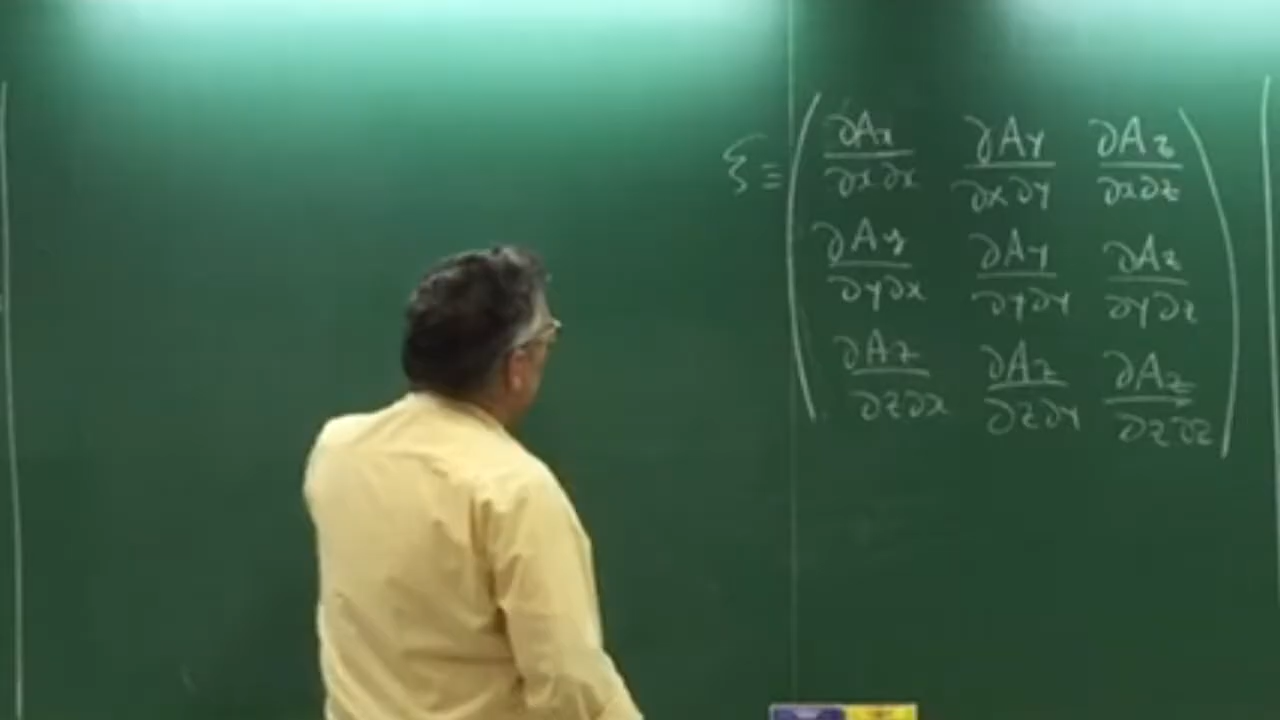 ξ ≡ ( ∂Ax/∂x∂x ∂Ay/∂x∂y ∂Az/∂x∂z
∂Ay/∂y∂x ∂Ay/∂y∂y ∂Az/∂y∂z
∂Az/∂z∂x ∂Az/∂z∂y ∂Az/∂z∂z )